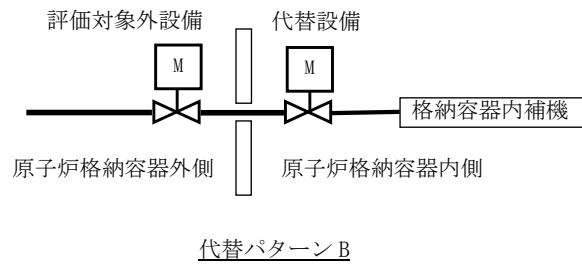 評価対象外設備
代替設備
M
M
格納容器内補機
原子炉格納容器外側
原子炉格納容器内側
代替パターン B